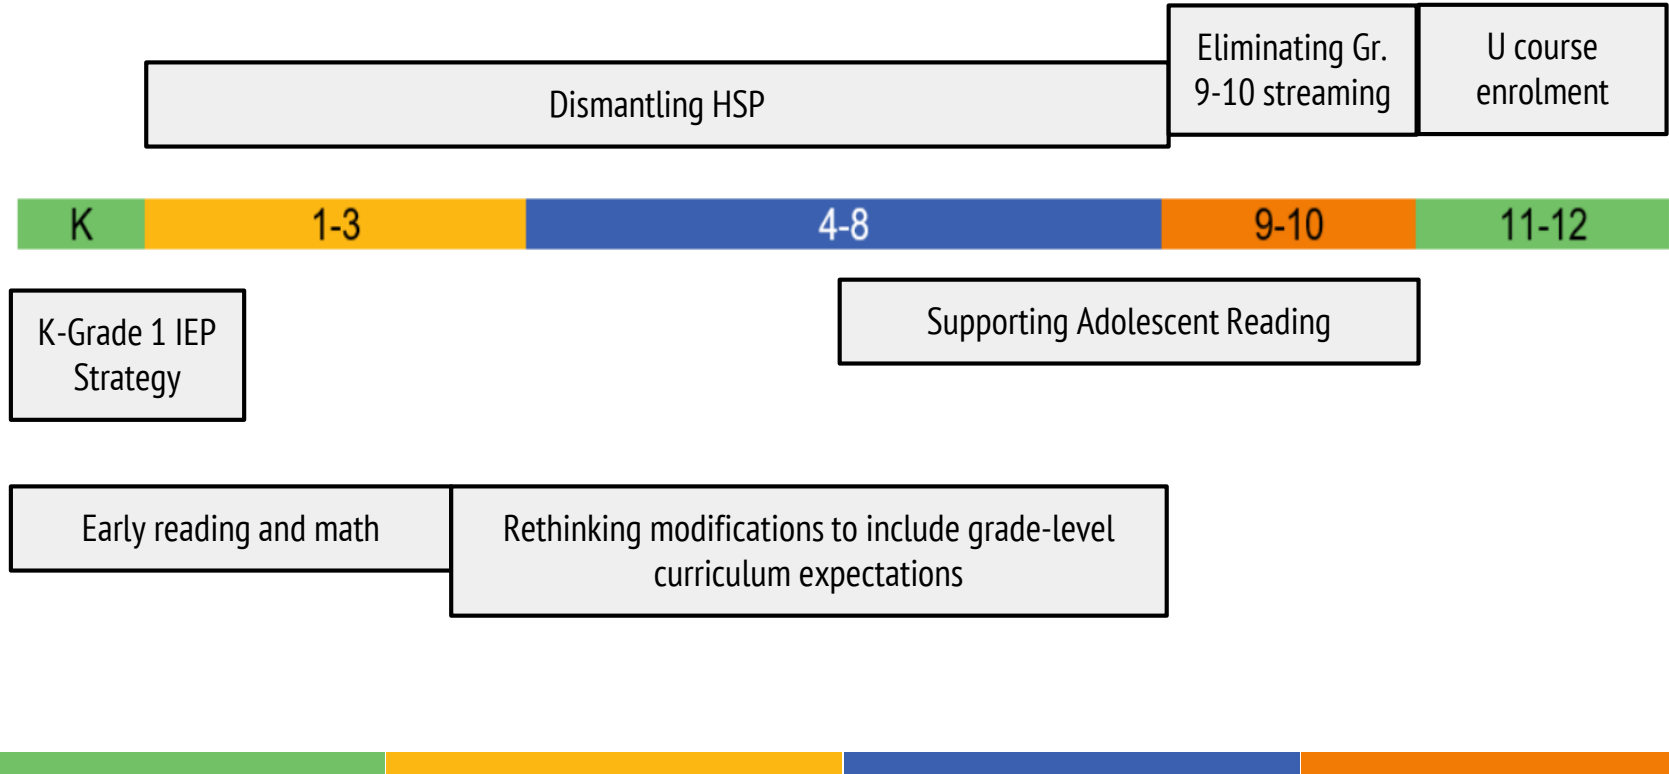 Eliminating Gr.
9-10 streaming
U course
enrolment
Dismantling HSP
K
1-3
4-8
9-10
11-12
K-Grade 1 IEP
Strategy
Supporting Adolescent Reading
Early reading and math
Rethinking modifications to include grade-level
curriculum expectations